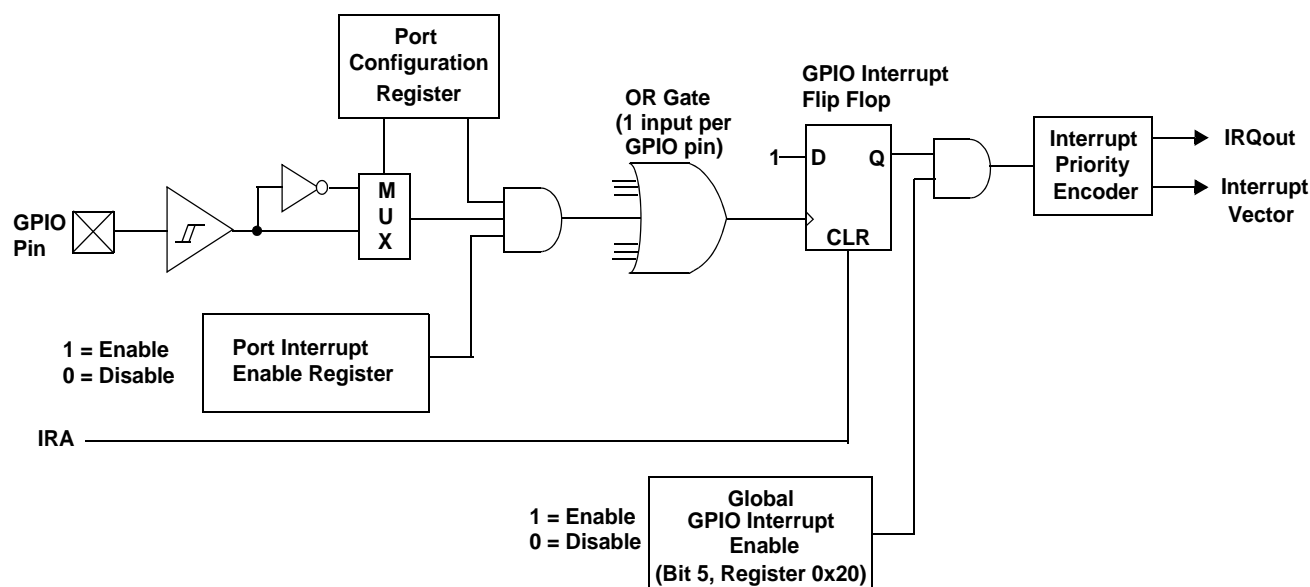 Port
Configuration
Register
OR Gate
(1 input per
GPIO pin)
GPIO Interrupt
Flip Flop
1
D
Q
CLR
Interrupt
Priority
Encoder
IRQout
Interrupt
Vector
M
U
X
GPIO
Pin
1 = Enable
0 = Disable
Port Interrupt
Enable Register
IRA
1 = Enable
0 = Disable
Global
GPIO Interrupt
Enable
(Bit 5, Register 0x20)